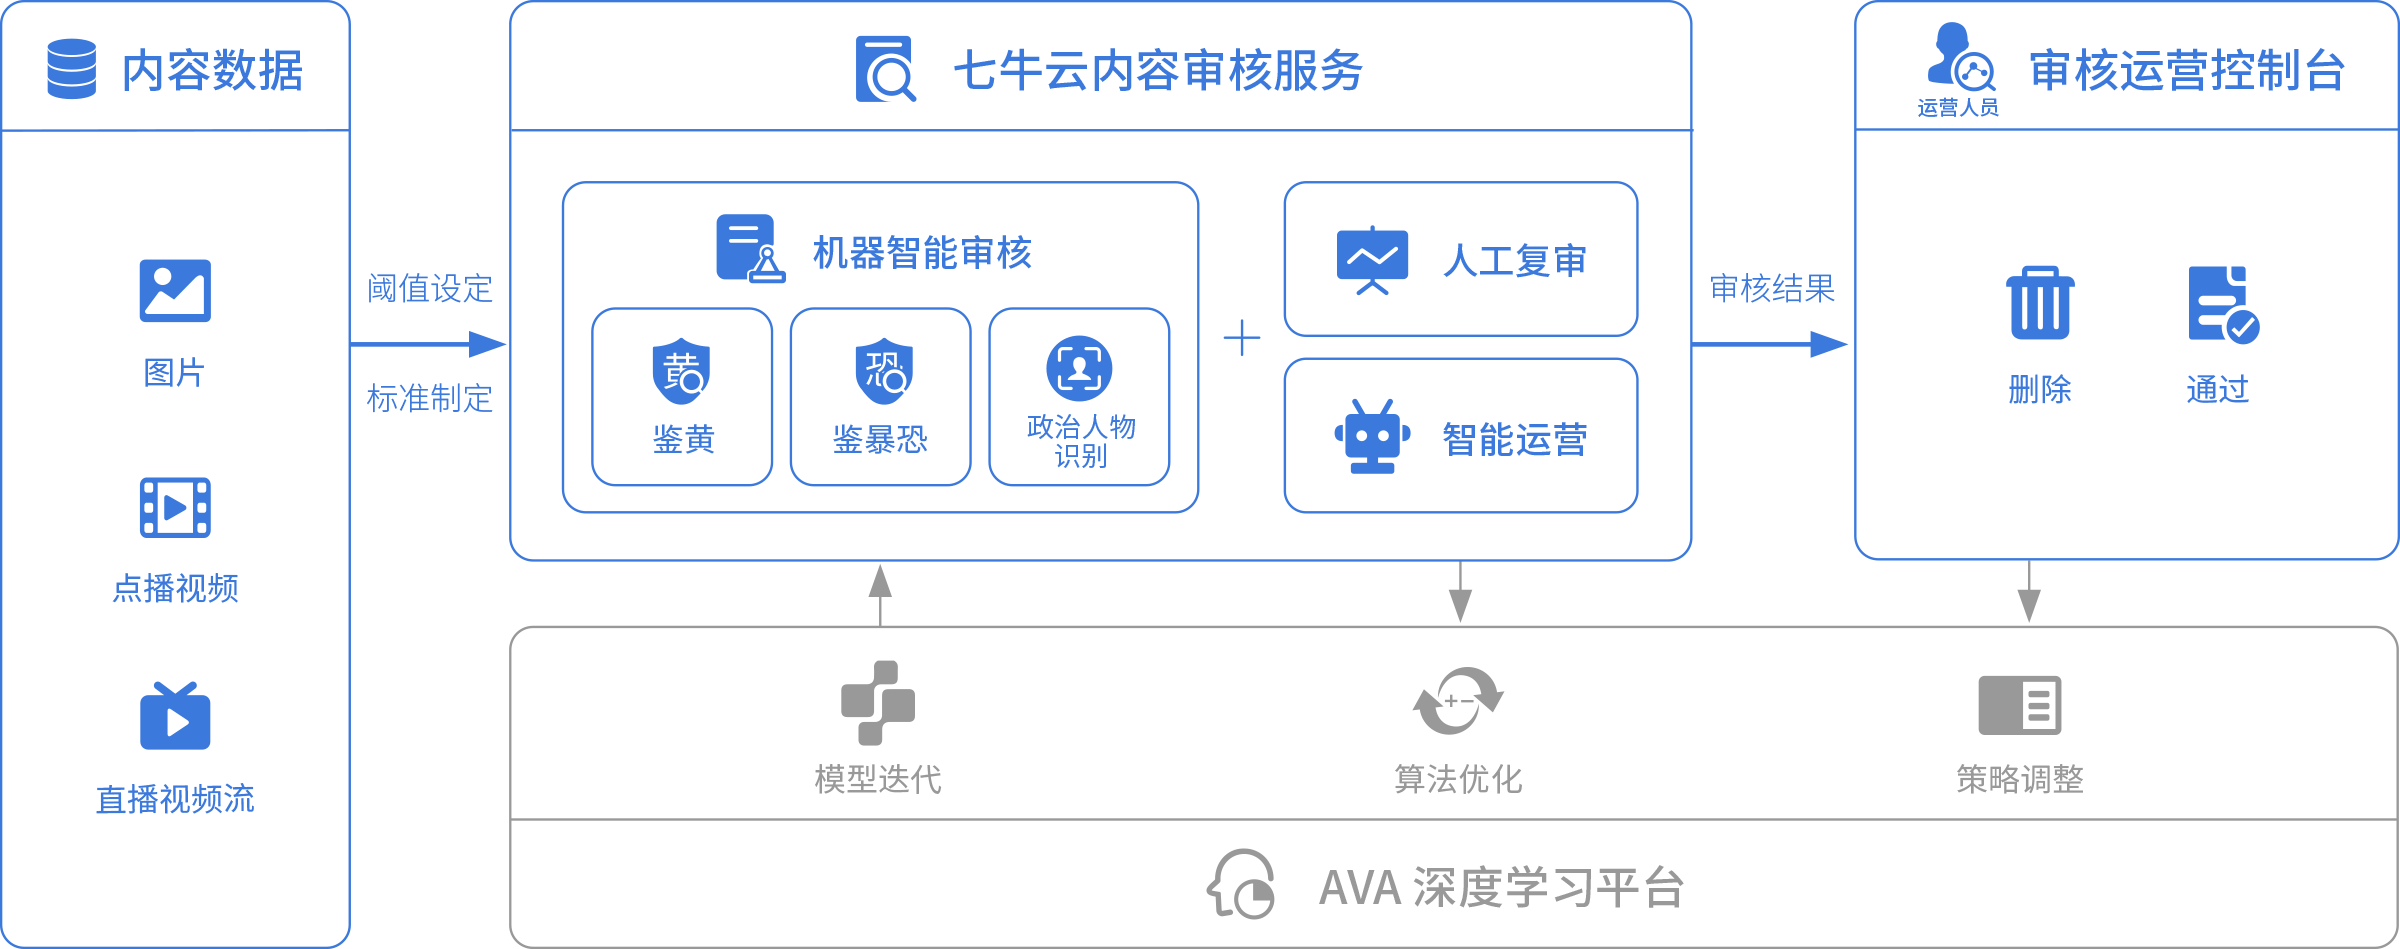 内容数据
图片
点播视频
直播视频流
阈值设定
标准制定
七牛云内容审核服务
机器智能审核
黄
鉴黄
恐
鉴暴恐
政治人物
识别
人工复审
智能运营
审核结果
运营人员
审核运营控制台
删除
通过
模型迭代
算法优化
策略调整
AVA 深度学习平台